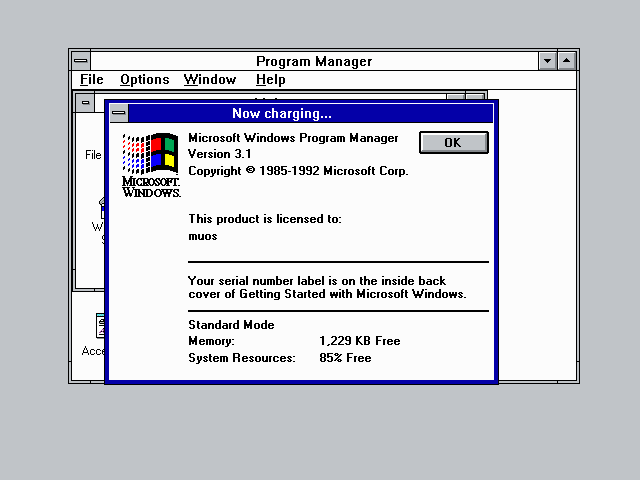 Program Manager
File Options Window Help
Now charging...
Microsoft Windows Program Manager
OK
Version 3.1
Copyright © 1985-1992 Microsoft Corp.
MICROSOFT.
WINDOWS.
File
This product is licensed to:
muos
Your serial number label is on the inside back
cover of Getting Started with Microsoft Windows.
Standard Mode
Memory: 1,229 KB Free
System Resources: 85% Free